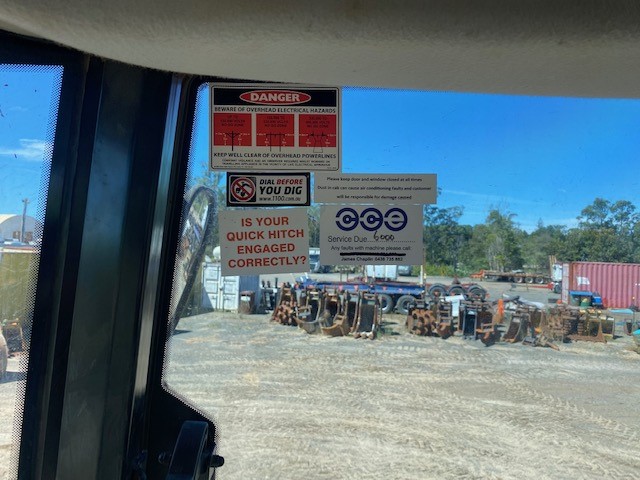 DANGER
BEWARE OF OVERHEAD ELECTRICAL HAZARDS
KEEP WELL CLEAR OF OVERHEAD POWERLINES
DIAL BEFORE
YOU DIG
www.1100.com.au
Please keep door and window closed at all times
Dust in cab can cause air conditioning faults and customer
will be responsible for damage caused
IS YOUR
QUICK HITCH
ENGAGED
CORRECTLY?
cce
Service Due: 6000
Any faults with machine please call: